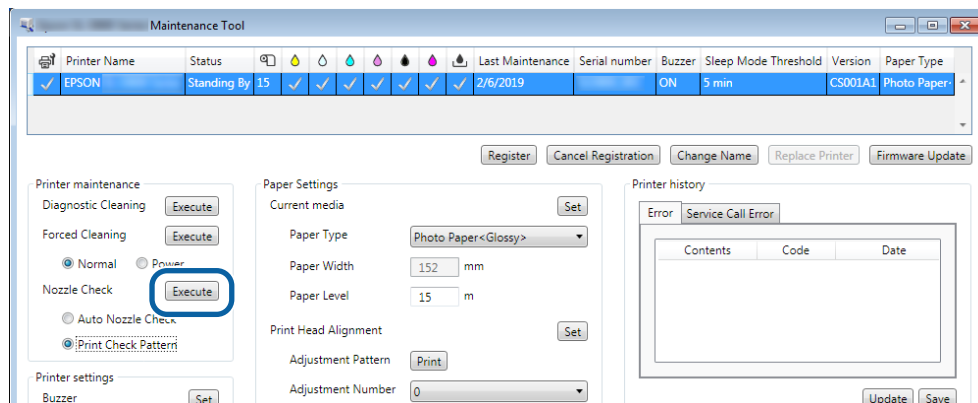 Maintenance Tool
Printer Name Status Last Maintenance Serial number Buzzer Sleep Mode Threshold Version Paper Type
EPSON Standing By 15 2/6/2019 ON 5 min CS001A1 Photo Paper
Register Cancel Registration Change Name Replace Printer Firmware Update
Printer maintenance
Diagnostic Cleaning Execute
Forced Cleaning Execute
Normal Power
Nozzle Check Execute
Auto Nozzle Check
Print Check Pattern
Printer settings
Buzzer Set
Paper Settings
Current media Set
Paper Type Photo Paper<Glossy>
Paper Width 152 mm
Paper Level 15 m
Print Head Alignment Set
Adjustment Pattern Print
Adjustment Number 0
Printer history
Error Service Call Error
Contents Code Date
Update Save